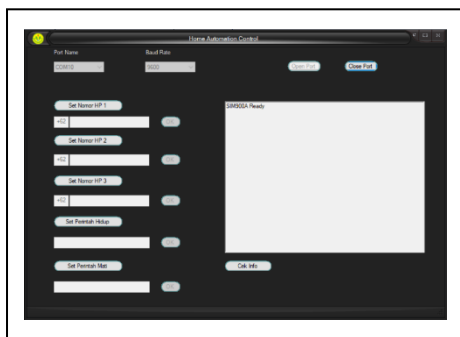 Home Automation Control
Port Name
Baud Rate
COM10
9600
Open Port
Close Port
Set Nomor HP 1
SIM900A Ready
+62
OK
Set Nomor HP 2
+62
OK
Set Nomor HP 3
+62
OK
Set Perintah Hidup
OK
Set Perintah Mati
Cek Info
OK